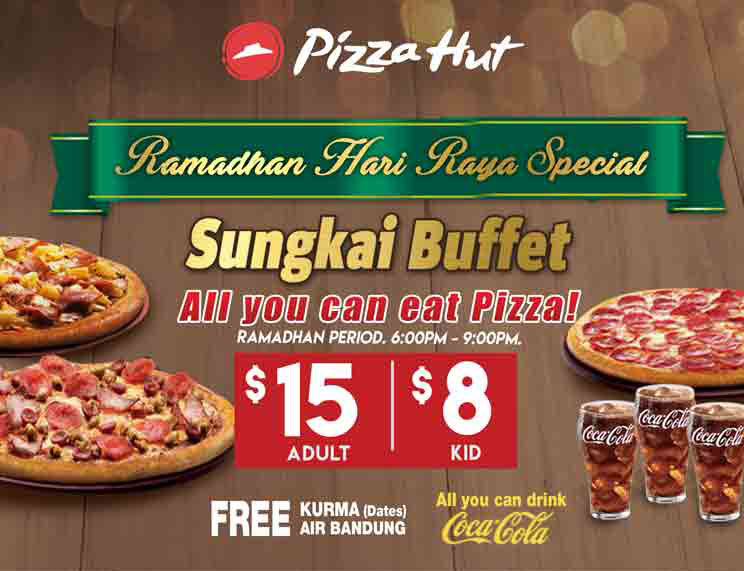 Pizza Hut
Ramadhan Hari Raya Special
Sungkai Buffet
All you can eat Pizza!
RAMADHAN PERIOD. 6:00PM - 9:00PM.
$15 ADULT
$8 KID
FREE KURMA (Dates)
AIR BANDUNG
All you can drink
Coca-Cola
Coca-Cola
Coca-Cola
Coca-Cola